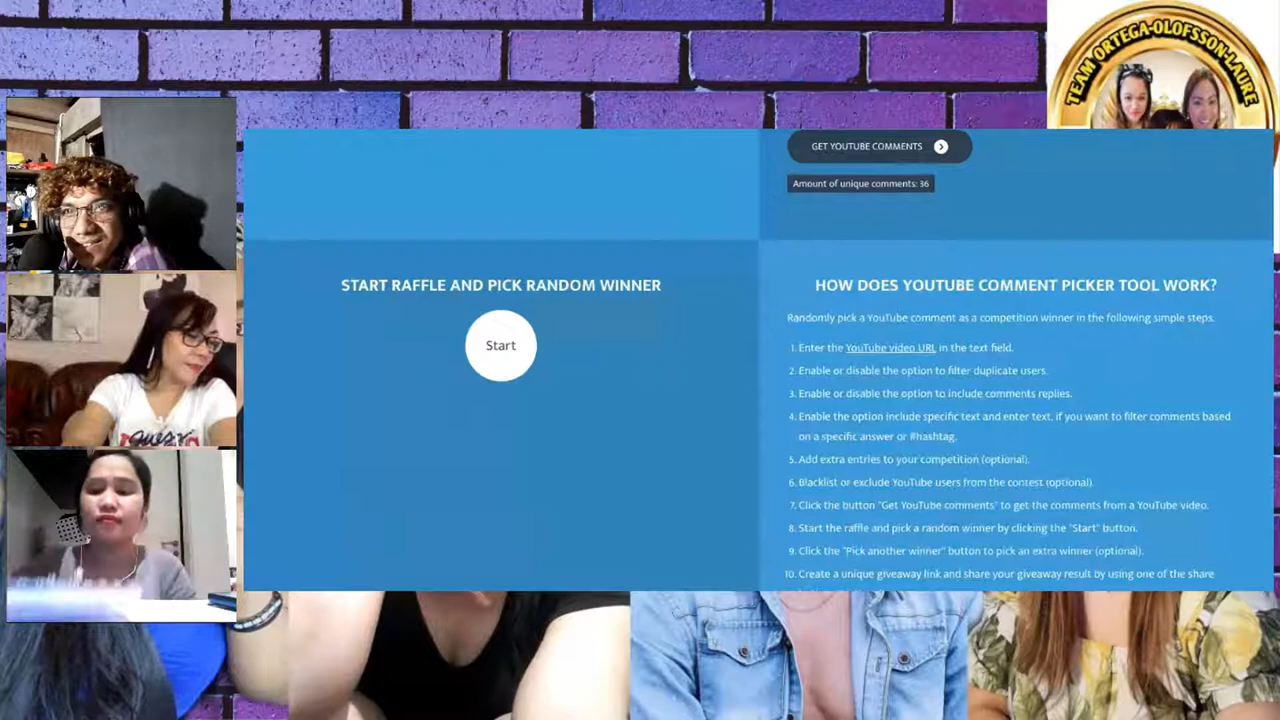 TEAM ORTEGA-OLOFSSON-LAURE
GET YOUTUBE COMMENTS
Amount of unique comments: 36
START RAFFLE AND PICK RANDOM WINNER
Start
HOW DOES YOUTUBE COMMENT PICKER TOOL WORK?
Randomly pick a YouTube comment as a competition winner in the following simple steps.
1. Enter the YouTube video URL in the text field.
2. Enable or disable the option to filter duplicate users.
3. Enable or disable the option to include comments replies.
4. Enable the option include specific text and enter text, if you want to filter comments based
on a specific answer or #hashtag.
5. Add extra entries to your competition (optional).
6. Blacklist or exclude YouTube users from the contest (optional).
7. Click the button "Get YouTube comments" to get the comments from a YouTube video.
8. Start the raffle and pick a random winner by clicking the "Start" button.
9. Click the "Pick another winner" button to pick an extra winner (optional).
10. Create a unique giveaway link and share your giveaway result by using one of the share